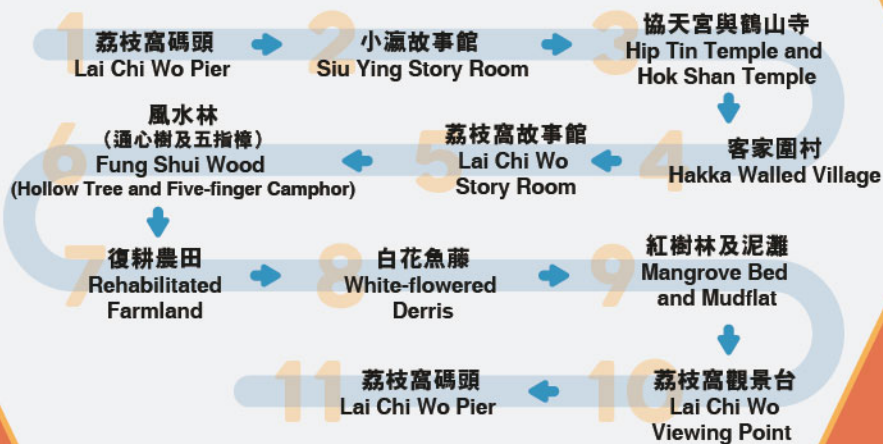 1
荔枝窩碼頭
Lai Chi Wo Pier
2
小瀛故事館
Siu Ying Story Room
3
協天宮與鶴山寺
Hip Tin Temple and
Hok Shan Temple
4
客家圍村
Hakka Walled Village
5
荔枝窩故事館
Lai Chi Wo
Story Room
6
風水林
（通心樹及五指樟）
Fung Shui Wood
(Hollow Tree and Five-finger Camphor)
7
復耕農田
Rehabilitated
Farmland
8
白花魚藤
White-flowered
Derris
9
紅樹林及泥灘
Mangrove Bed
and Mudflat
10
荔枝窩觀景台
Lai Chi Wo
Viewing Point
11
荔枝窩碼頭
Lai Chi Wo Pier